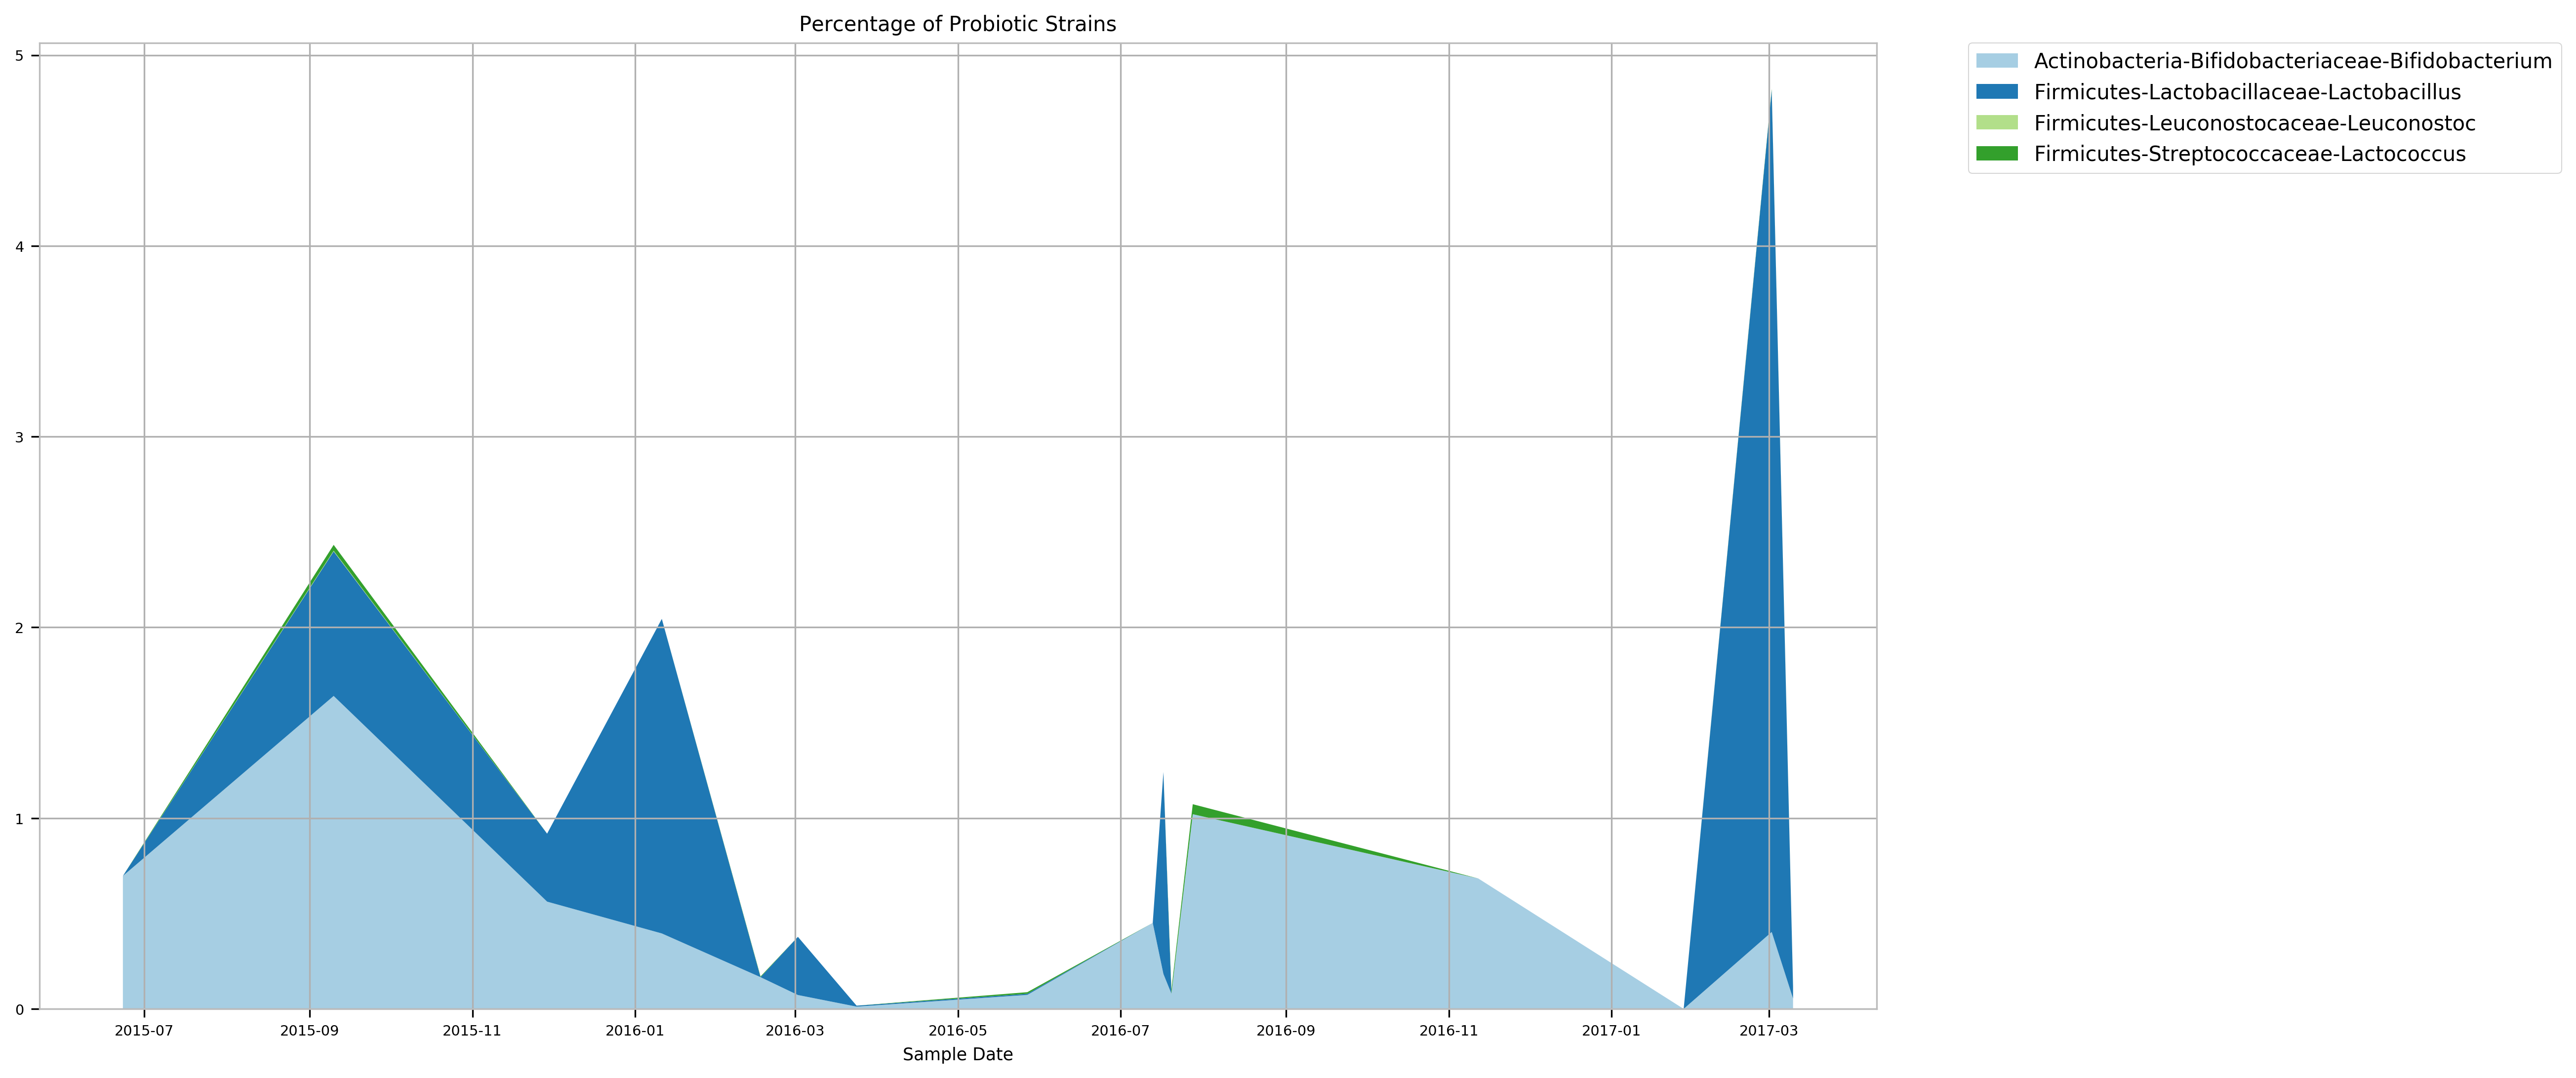 Percentage of Probiotic Strains
5
4
3
2
1
0
2015-07 2015-09 2015-11 2016-01 2016-03 2016-05 2016-07 2016-09 2016-11 2017-01 2017-03
Sample Date
Actinobacteria-Bifidobacteriaceae-Bifidobacterium
Firmicutes-Lactobacillaceae-Lactobacillus
Firmicutes-Leuconostocaceae-Leuconostoc
Firmicutes-Streptococcaceae-Lactococcus